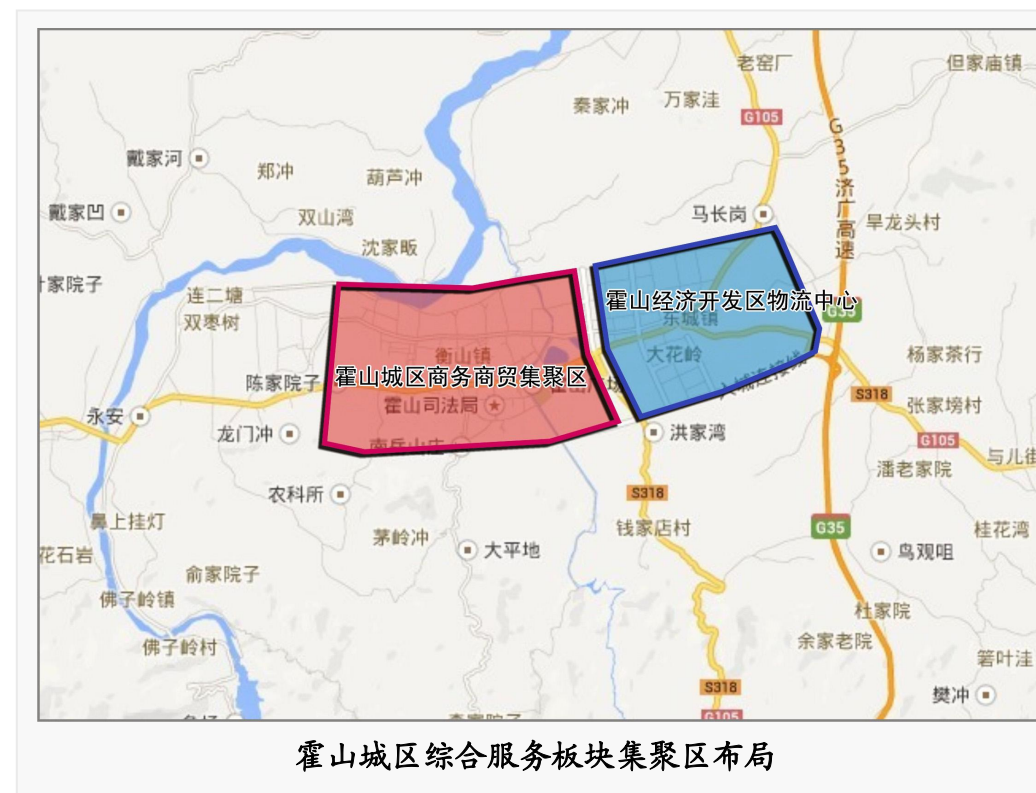 老窑厂
但家庙镇
秦家冲
万家洼
G105
G35济广高速
戴家河
郑冲
葫芦冲
戴家凹
双山湾
马长岗
旱龙头村
沈家畈
叶家院子
连二塘
霍山经济开发区物流中心
G35
双枣树
东城镇
衡山镇
大花岭
杨家茶行
陈家院子
霍山城区商务商贸集聚区
入城连接线
S318
永安
霍山司法局
张家塝村
龙门冲
南岳山庄
洪家湾
G105
与儿街
潘老家院
农科所
S318
鼻上挂灯
茅岭冲
钱家店村
G35
桂花湾
花石岩
大平地
鸟观咀
俞家院子
佛子岭镇
杜家院
佛子岭村
余家老院
箬叶洼
S318
樊冲
G105
霍山城区综合服务板块集聚区布局